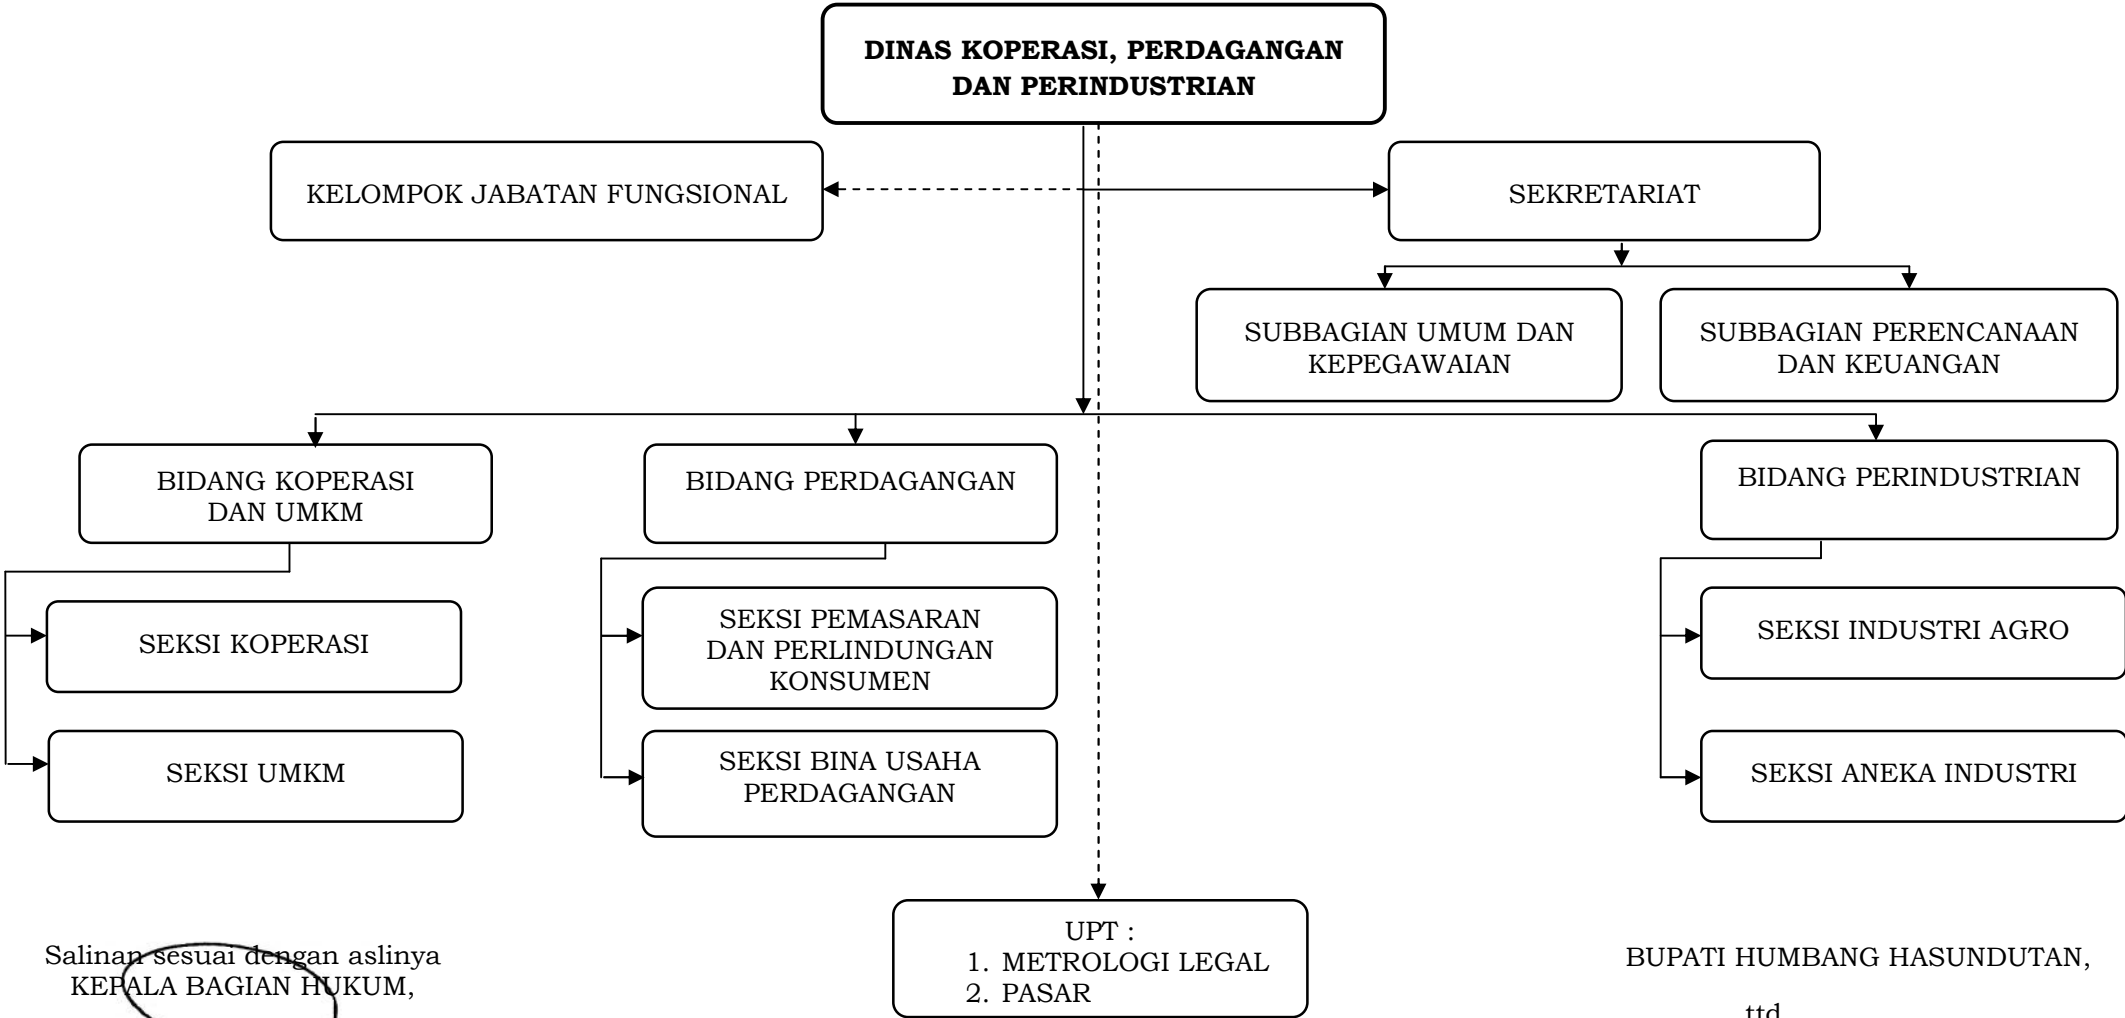 DINAS KOPERASI, PERDAGANGAN
DAN PERINDUSTRIAN
KELOMPOK JABATAN FUNGSIONAL
SEKRETARIAT
SUBBAGIAN UMUM DAN
KEPEGAWAIAN
SUBBAGIAN PERENCANAAN
DAN KEUANGAN
BIDANG KOPERASI
DAN UMKM
BIDANG PERDAGANGAN
BIDANG PERINDUSTRIAN
SEKSI KOPERASI
SEKSI PEMASARAN
DAN PERLINDUNGAN
KONSUMEN
SEKSI INDUSTRI AGRO
SEKSI UMKM
SEKSI BINA USAHA
PERDAGANGAN
SEKSI ANEKA INDUSTRI
UPT :
1. METROLOGI LEGAL
2. PASAR
Salinan sesuai dengan aslinya
KEPALA BAGIAN HUKUM,
BUPATI HUMBANG HASUNDUTAN,
ttd